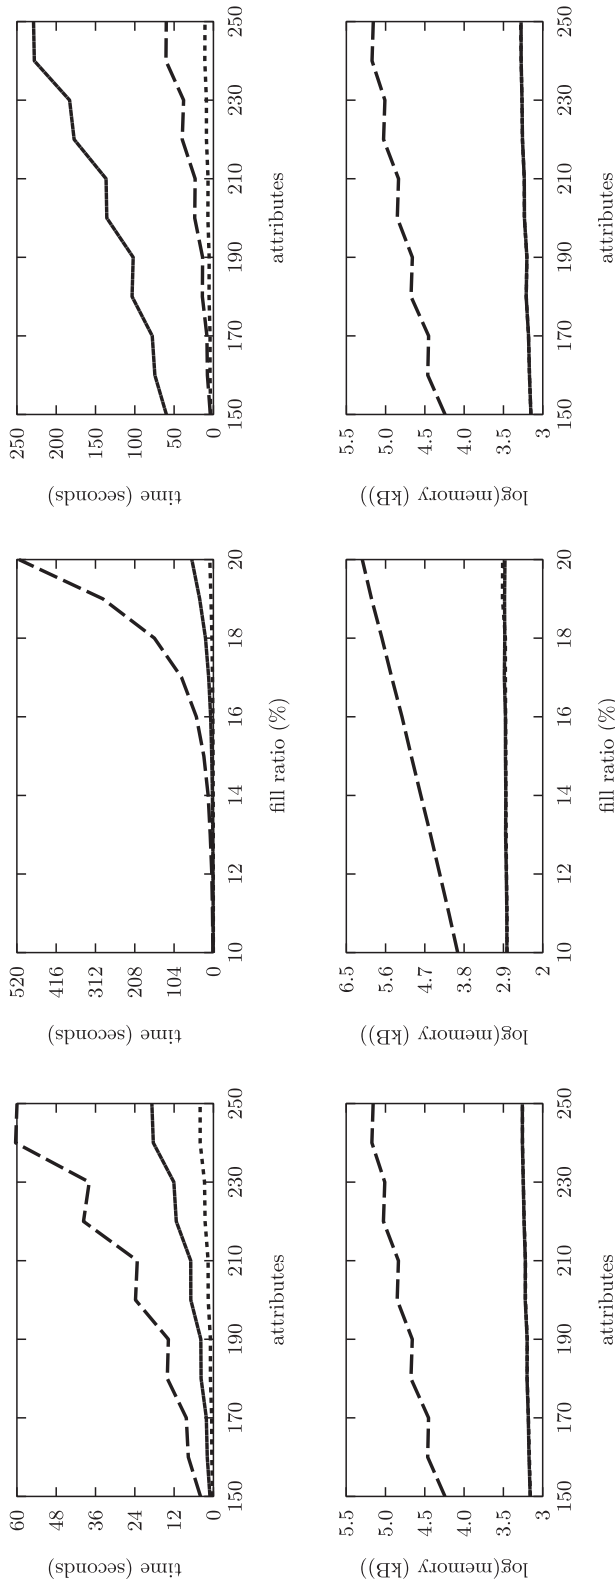 250
200
150
100
50
0
time (seconds)
150 170 190 210 230 250
attributes
5.5
5.0
4.5
4.0
3.5
3
log(memory (kB))
150 170 190 210 230 250
attributes
520
416
312
208
104
0
time (seconds)
10 12 14 16 18 20
fill ratio (%)
6.5
5.6
4.7
3.8
2.9
2
log(memory (kB))
10 12 14 16 18 20
fill ratio (%)
60
48
36
24
12
0
time (seconds)
150 170 190 210 230 250
attributes
5.5
5.0
4.5
4.0
3.5
3
log(memory (kB))
150 170 190 210 230 250
attributes